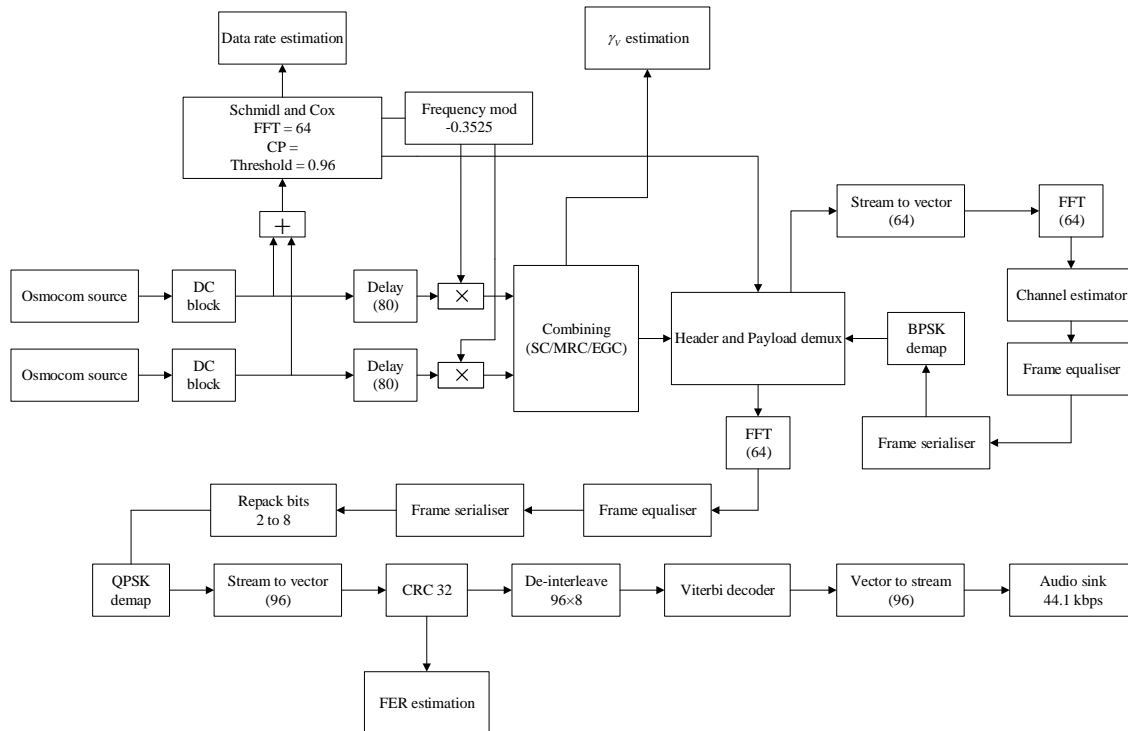 Data rate estimation
γV estimation
Schmidl and Cox
FFT = 64
CP =
Threshold = 0.96
Frequency mod
-0.3525
+
Stream to vector
(64)
FFT
(64)
Osmocom source
DC
block
Delay
(80)
×
Combining
(SC/MRC/EGC)
Header and Payload demux
BPSK
demap
Channel estimator
Osmocom source
DC
block
Delay
(80)
×
Frame equaliser
FFT
(64)
Frame serialiser
Repack bits
2 to 8
Frame serialiser
Frame equaliser
QPSK
demap
Stream to vector
(96)
CRC 32
De-interleave
96×8
Viterbi decoder
Vector to stream
(96)
Audio sink
44.1 kbps
FER estimation